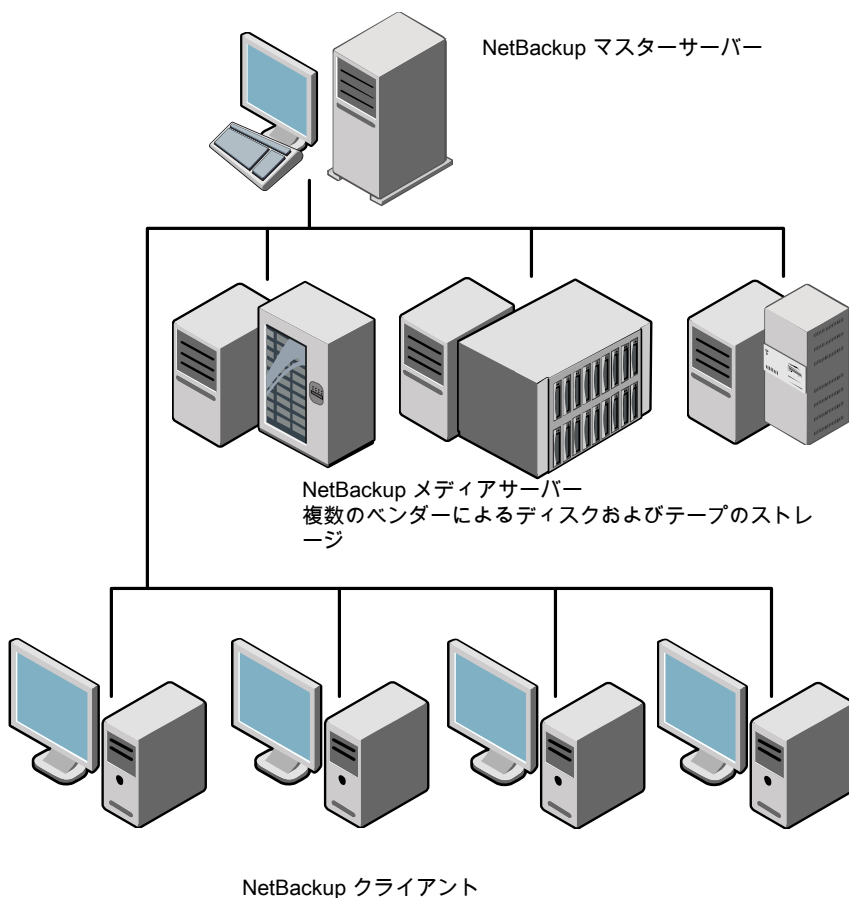 NetBackup マスターサーバー
NetBackup メディアサーバー
複数のベンダーによるディスクおよびテープのストレ
ージ
NetBackup クライアント